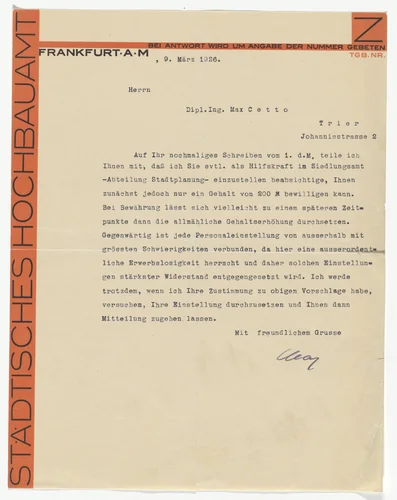 STÄDTISCHES HOCHBAUAMT
N
BEI ANTWORT WIRD UM ANGABE DER NUMMER GEBETEN
FRANKFURT·A·M
TGB.NR.
, 9. März 1926.
Herrn
Dipl.Ing. Max Cetto
Trier
Johannisstrasse 2
Auf Ihr nochmaliges Schreiben vom 1. d.M, teile ich
Ihnen mit, daß ich Sie evtl. als Hilfskraft im Siedlungsamt
-Abteilung Stadtplanung- einzustellen beabsichtige, Ihnen
zunächst jedoch nur ein Gehalt von 200 M bewilligen kann.
Bei Bewährung lässt sich vielleicht zu einem späteren Zeit-
punkte dann die allmähliche Gehaltserhöhung durchsetzen.
Gegenwärtig ist jede Personaleinstellung von ausserhalb mit
grössten Schwierigkeiten verbunden, da hier eine ausserordent-
liche Erwerbslosigkeit herrscht und daher solchen Einstellun-
gen stärkster Widerstand entgegengesetzt wird. Ich werde
trotzdem, wenn ich Ihre Zustimmung zu obigem Vorschlage habe,
versuchen, Ihre Einstellung durchzusetzen und Ihnen dann
Mitteilung zugehen lassen.
Mit freundlichem Grusse
May